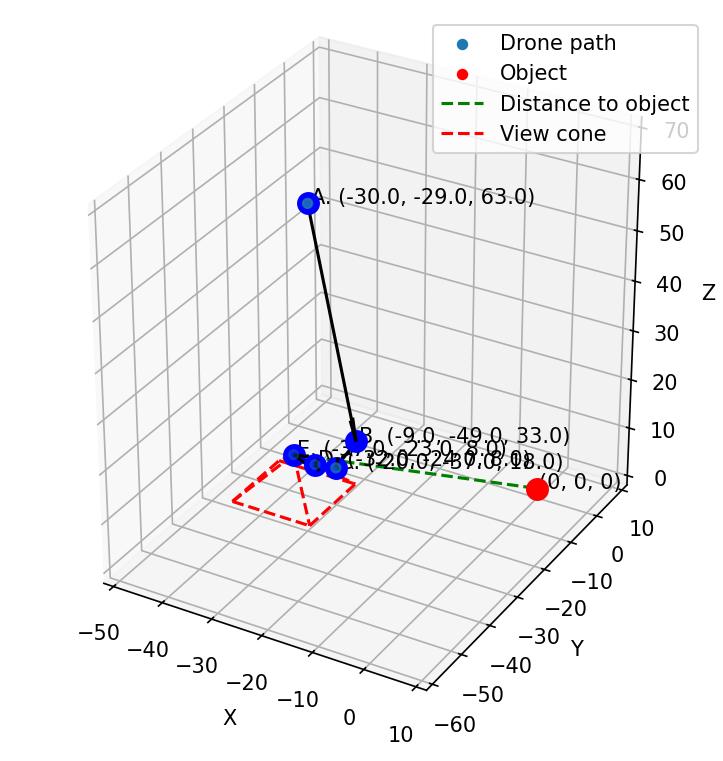 Drone path
Object
Distance to object
View cone
A. (-30.0, -29.0, 63.0)
B. (-9.0, -49.0, 33.0)
(0, 0, 0)
70
60
50
40
30
20
10
0
Z
10
0
−10
−20
−30
−40
−50
−60
Y
−50
−40
−30
−20
−10
0
10
X